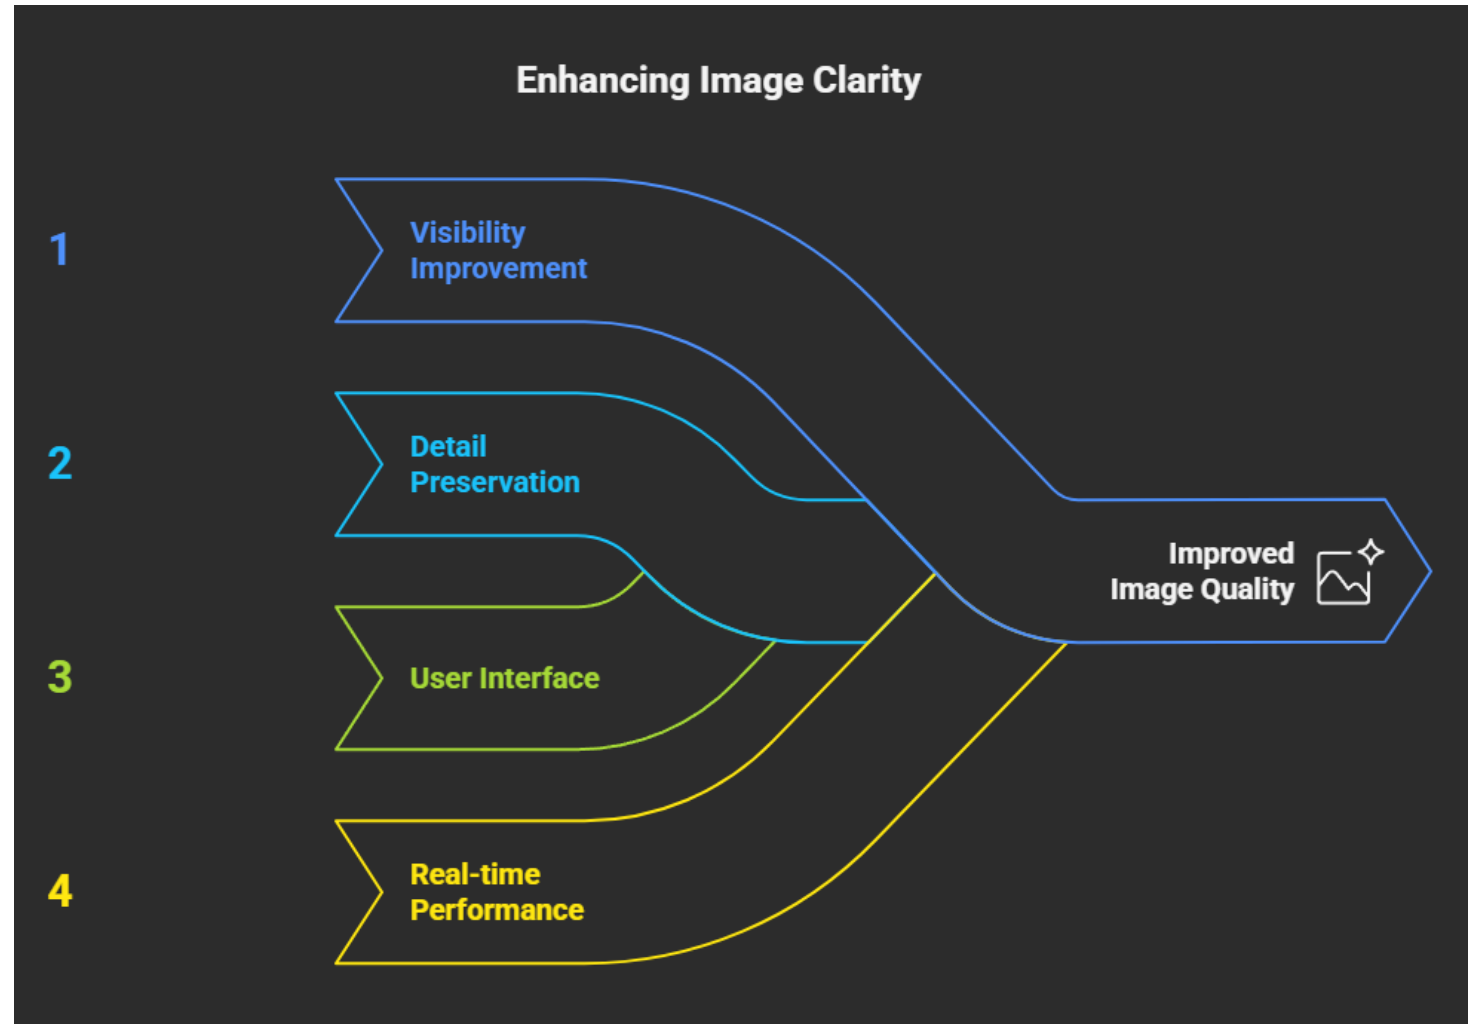 Enhancing Image Clarity
1
Visibility
Improvement
2
Detail
Preservation
Improved
Image Quality
3
User Interface
4
Real-time
Performance